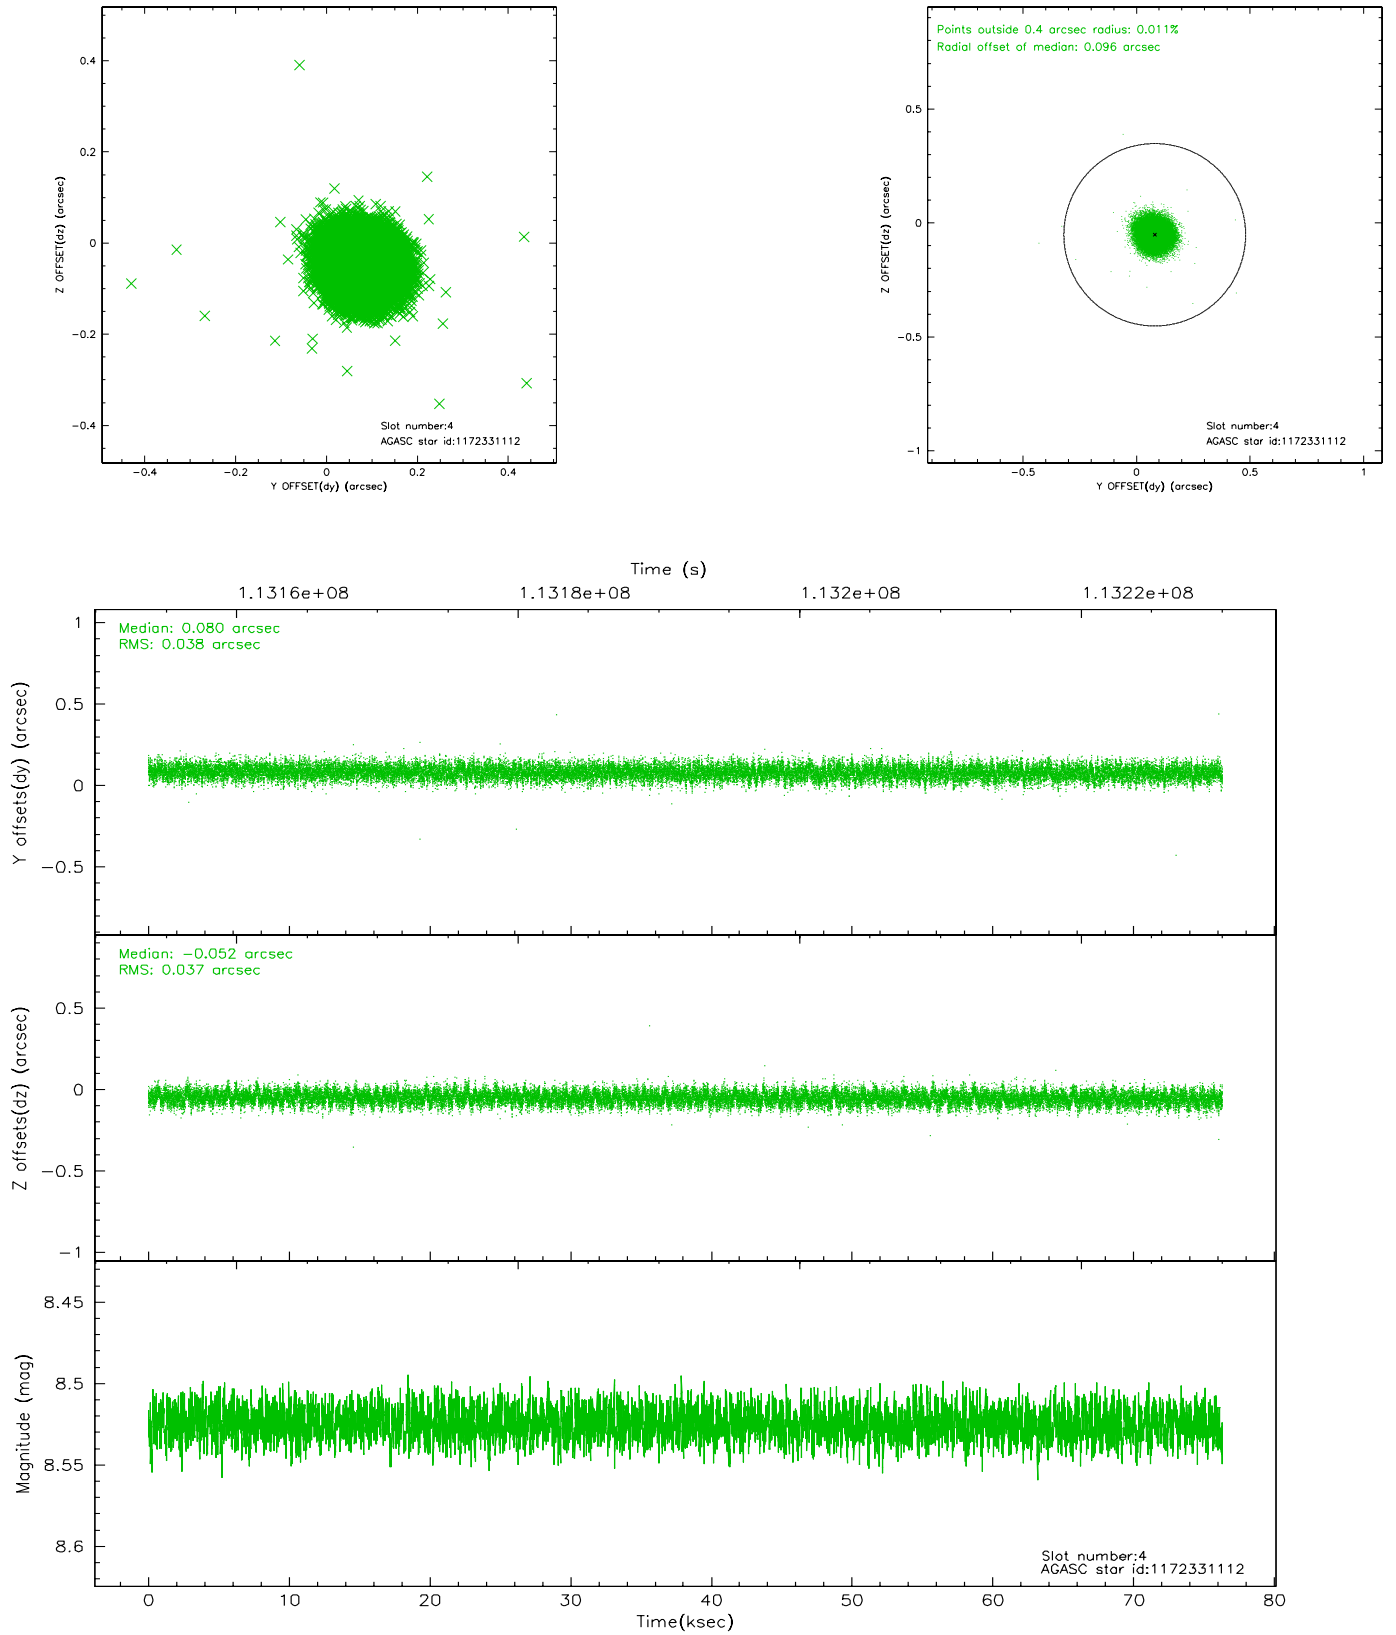 0.4
0.2
0
−0.2
−0.4
Z OFFSET(dz) (arcsec)
Slot number:4
AGASC star id:1172331112
−0.4 −0.2 0 0.2 0.4
Y OFFSET(dy) (arcsec)
Points outside 0.4 arcsec radius: 0.011%
Radial offset of median: 0.096 arcsec
0.5
0
−0.5
−1
Z OFFSET(dz) (arcsec)
Slot number:4
AGASC star id:1172331112
−0.5 0 0.5 1
Y OFFSET(dy) (arcsec)
Time (s)
1.1316e+08 1.1318e+08 1.132e+08 1.1322e+08
Median: 0.080 arcsec
RMS: 0.038 arcsec
1
0.5
0
−0.5
Y offsets(dy) (arcsec)
Median: −0.052 arcsec
RMS: 0.037 arcsec
0.5
0
−0.5
−1
Z offsets(dz) (arcsec)
8.45
8.5
8.55
8.6
Magnitude (mag)
Slot number:4
AGASC star id:1172331112
0 10 20 30 40 50 60 70 80
Time(ksec)